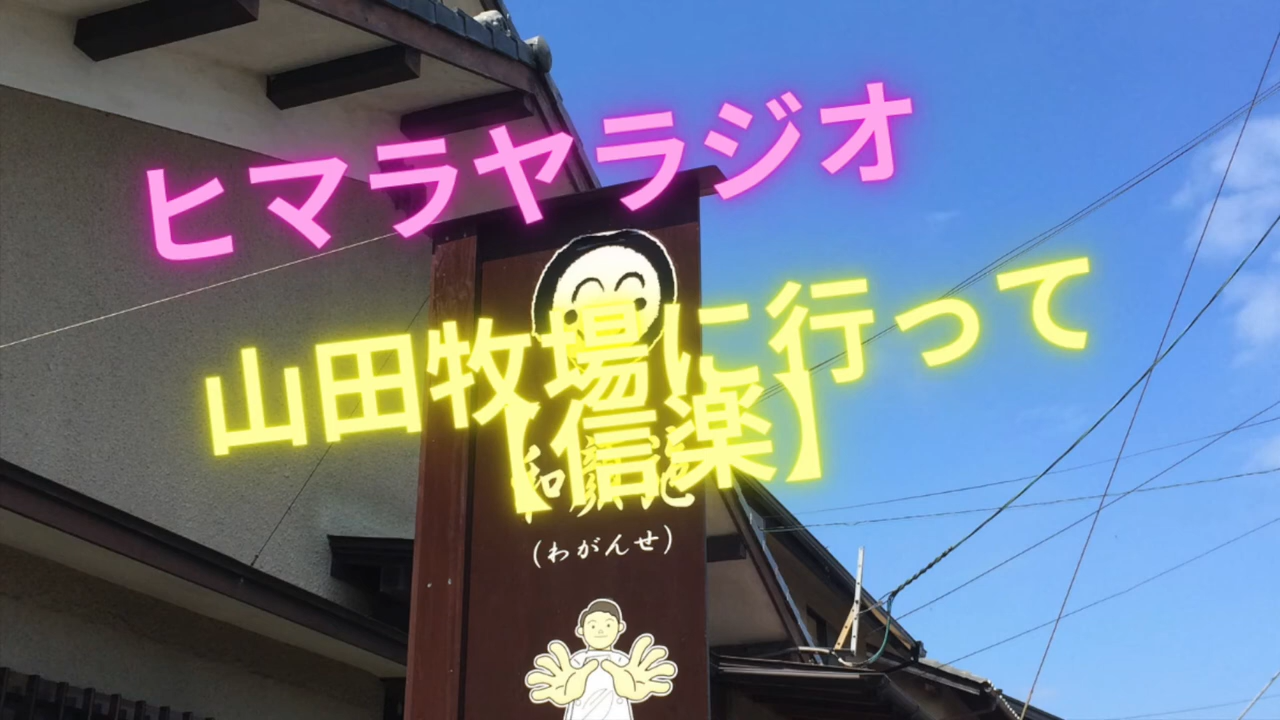 ヒマラヤラジオ
山田牧場に行って
【信楽】
(わがんせ)